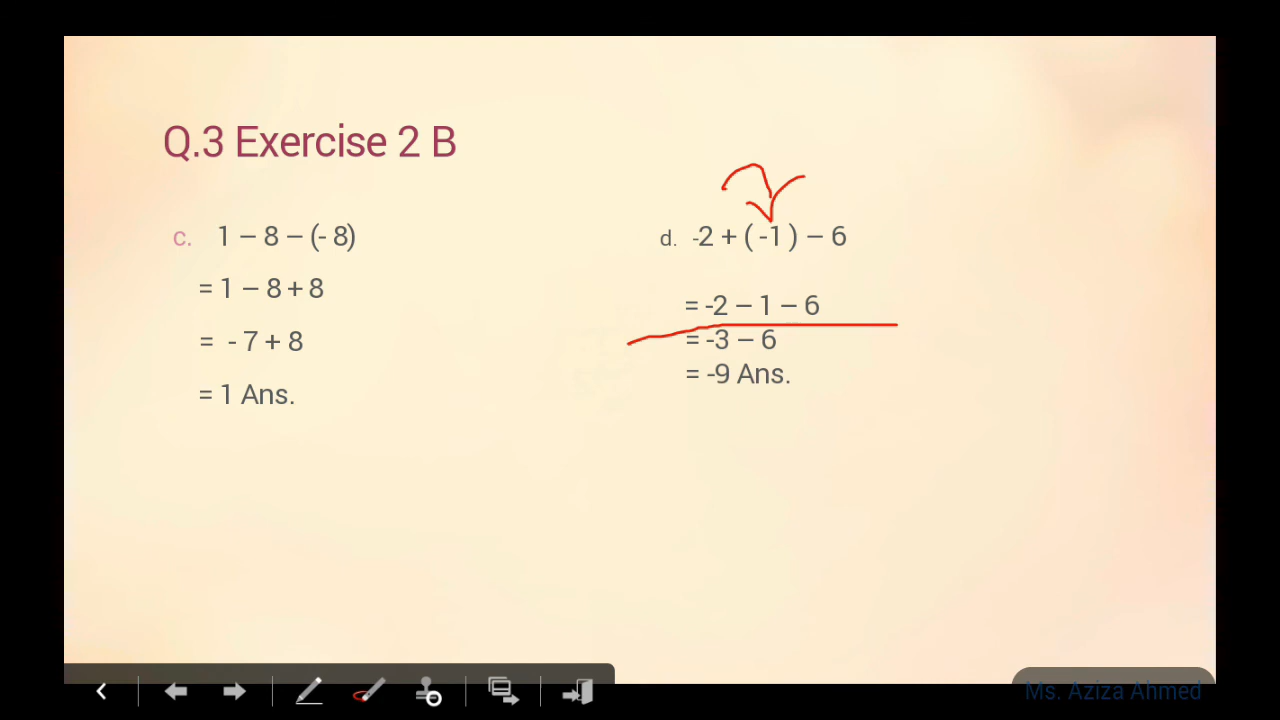 Q.3 Exercise 2 B
c. 1 – 8 – (- 8)
= 1 – 8 + 8
= - 7 + 8
= 1 Ans.
d. -2 + ( -1 ) – 6
= -2 – 1 – 6
= -3 – 6
= -9 Ans.
Ms. Aziza Ahmed